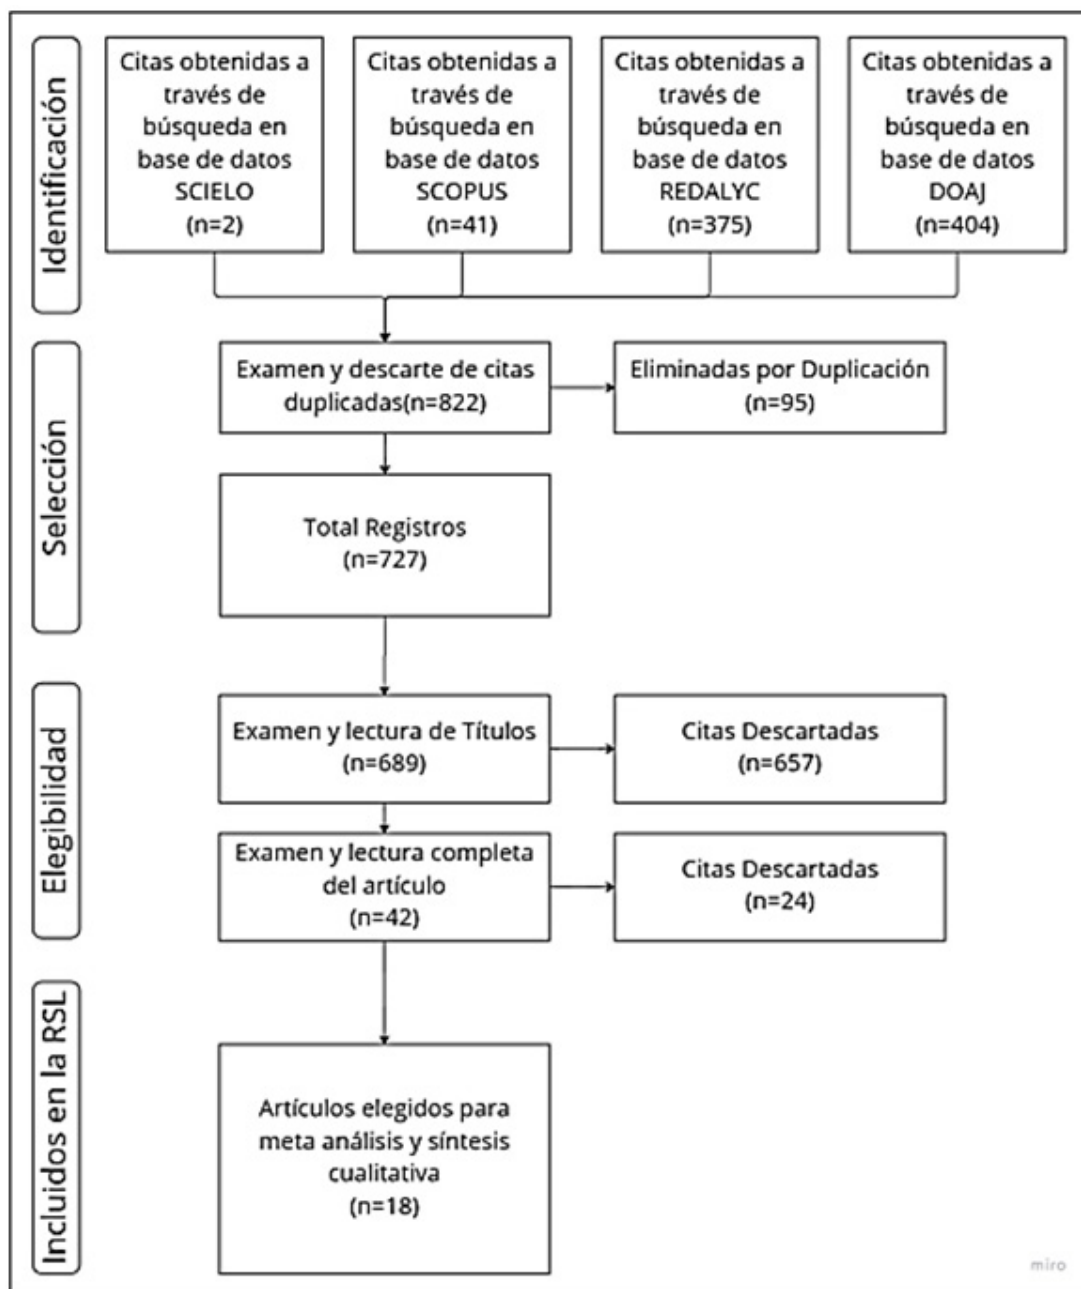 Identificación
Citas obtenidas a
través de
búsqueda en
base de datos
SCIELO
(n=2)
Citas obtenidas a
través de
búsqueda en
base de datos
SCOPUS
(n=41)
Citas obtenidas a
través de
búsqueda en
base de datos
REDALYC
(n=375)
Citas obtenidas a
través de
búsqueda en
base de datos
DOAJ
(n=404)
Selección
Examen y descarte de citas
duplicadas(n=822)
Eliminadas por Duplicación
(n=95)
Total Registros
(n=727)
Elegibilidad
Examen y lectura de Títulos
(n=689)
Citas Descartadas
(n=657)
Examen y lectura completa
del artículo
(n=42)
Citas Descartadas
(n=24)
Incluidos en la RSL
Artículos elegidos para
meta análisis y síntesis
cualitativa
(n=18)
miro